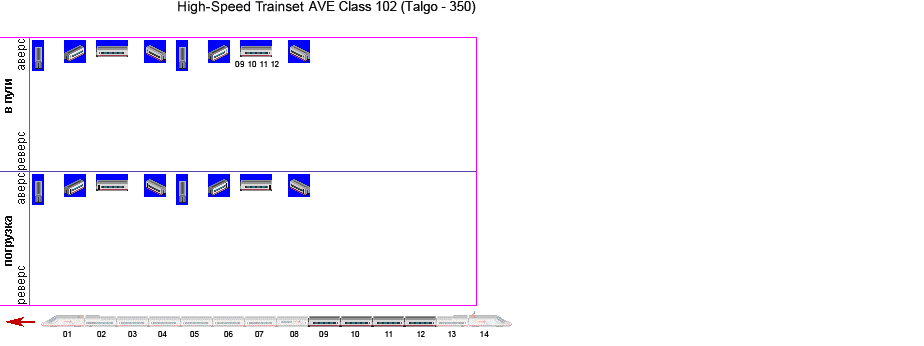 High-Speed Trainset AVE Class 102 (Talgo - 350)
в пути
аверс
реверс
09 10 11 12
погрузка
аверс
реверс
01 02 03 04 05 06 07 08 09 10 11 12 13 14